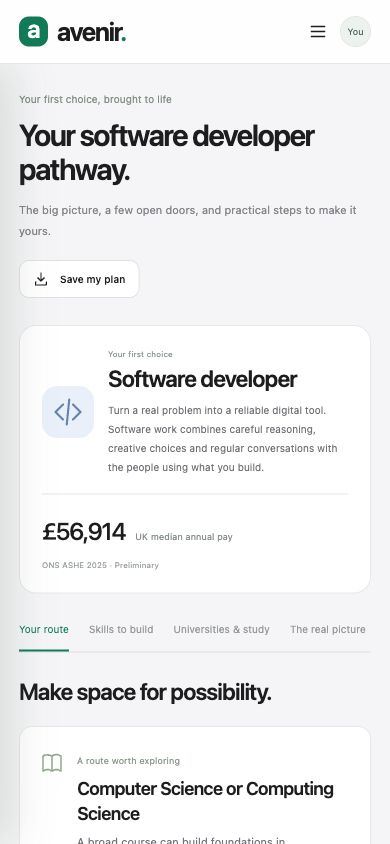 a avenir.
You
Your first choice, brought to life
Your software developer
pathway.
The big picture, a few open doors, and practical steps to make it
yours.
Save my plan
Your first choice
Software developer
Turn a real problem into a reliable digital tool.
Software work combines careful reasoning,
creative choices and regular conversations with
the people using what you build.
£56,914 UK median annual pay
ONS ASHE 2025 · Preliminary
Your route Skills to build Universities & study The real picture
Make space for possibility.
A route worth exploring
Computer Science or Computing
Science
A broad course can build foundations in